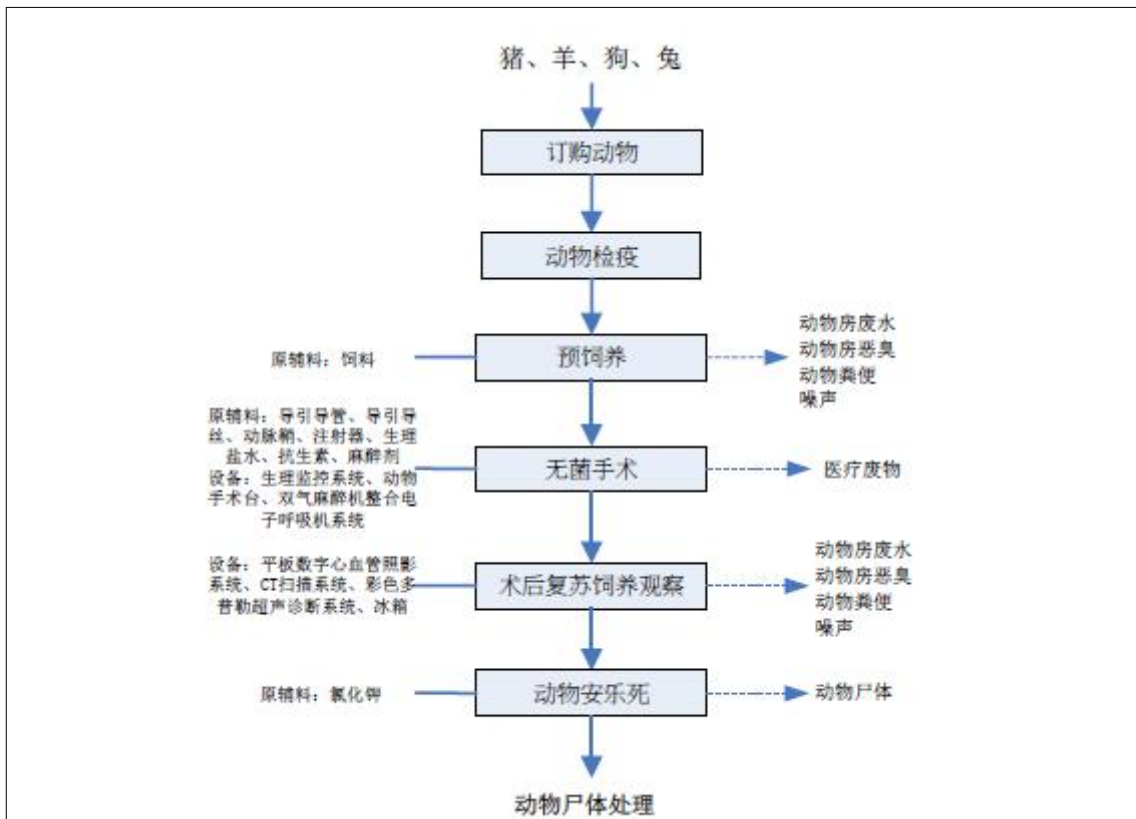 猪、羊、狗、兔
订购动物
动物检疫
原辅料：饲料
预饲养
动物房废水
动物房恶臭
动物粪便
噪声
原辅料：导引导管、导引导
丝、动脉鞘、注射器、生理
盐水、抗生素、麻醉剂
设备：生理监控系统、动物
手术台、双气麻醉机整合电
子呼吸机系统
无菌手术
医疗废物
设备：平板数字心血管照影
系统、CT扫描系统、彩色多
普勒超声诊断系统、冰箱
术后复苏饲养观察
动物房废水
动物房恶臭
动物粪便
噪声
原辅料：氯化钾
动物安乐死
动物尸体
动物尸体处理